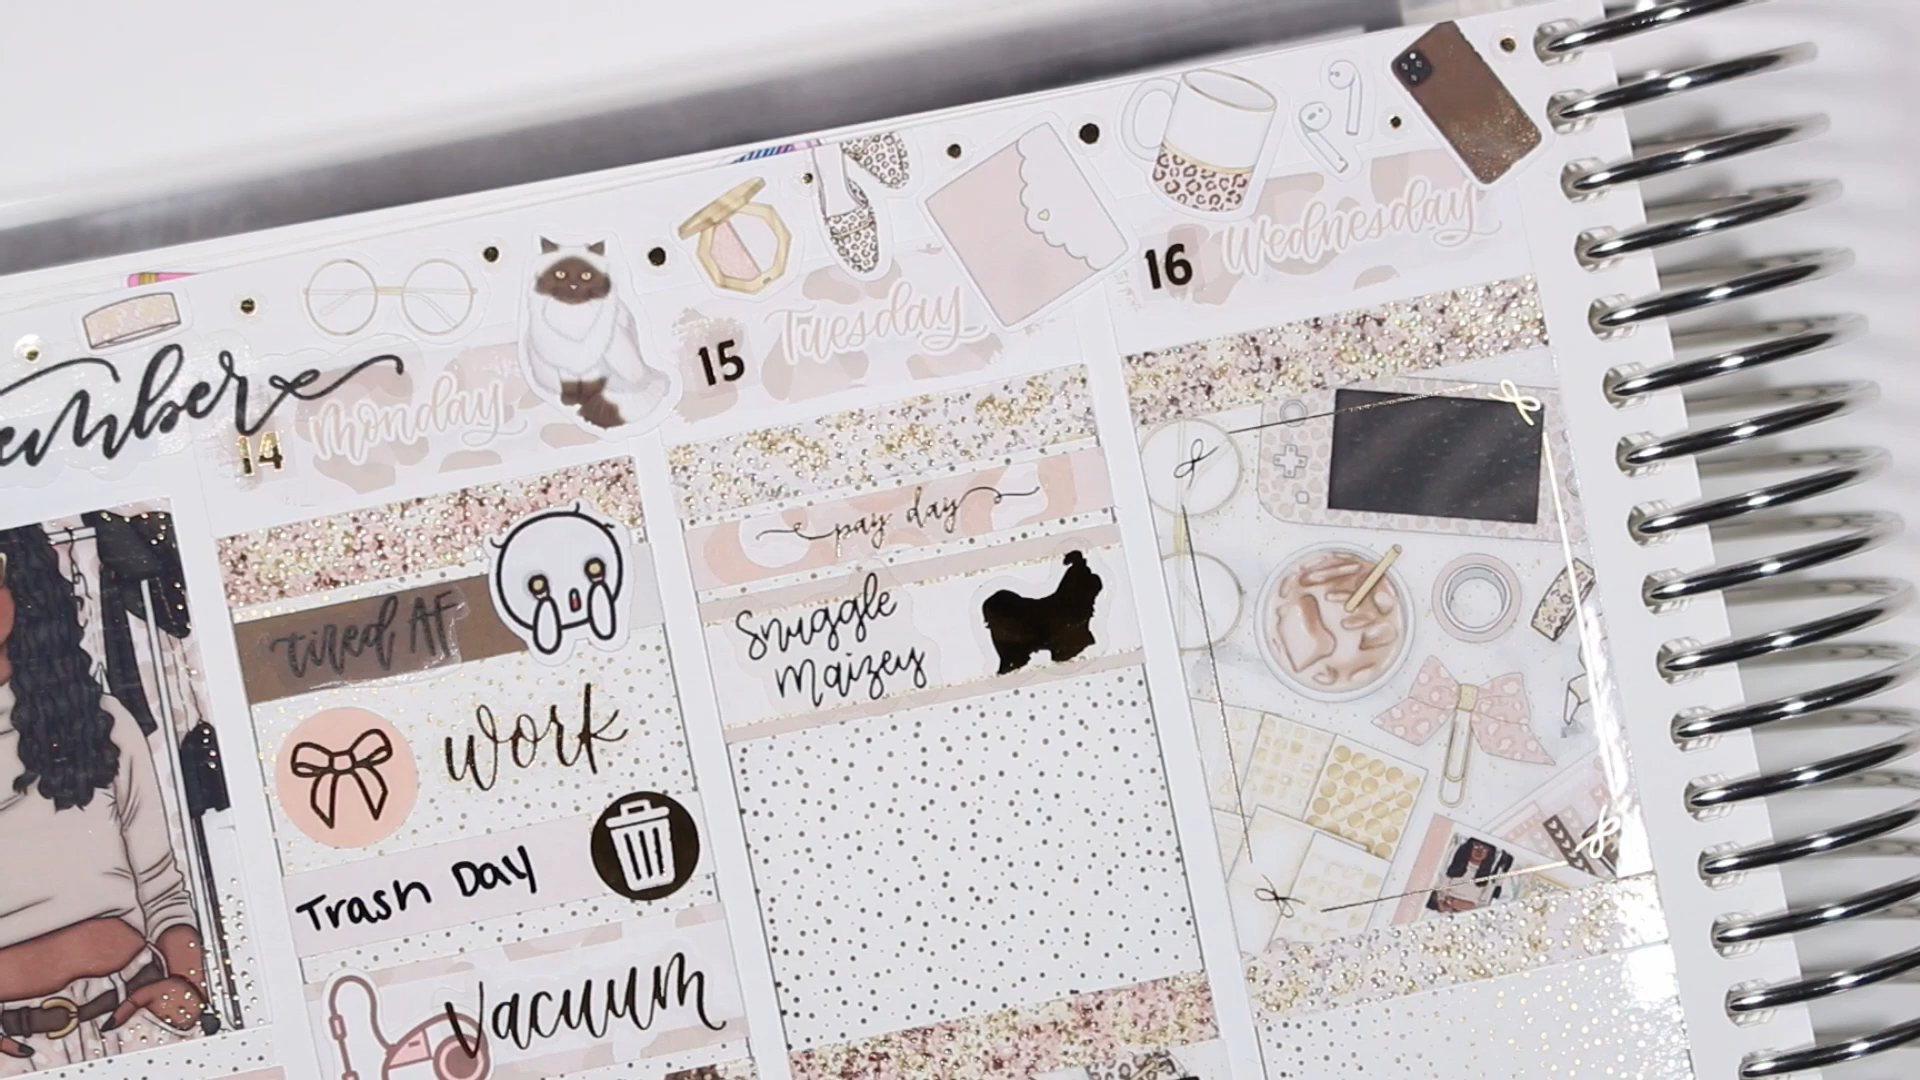 ember
14 Monday
15 Tuesday
16 Wednesday
tired AF
work
Trash Day
Vacuum
pay day
Snuggle
Maizey